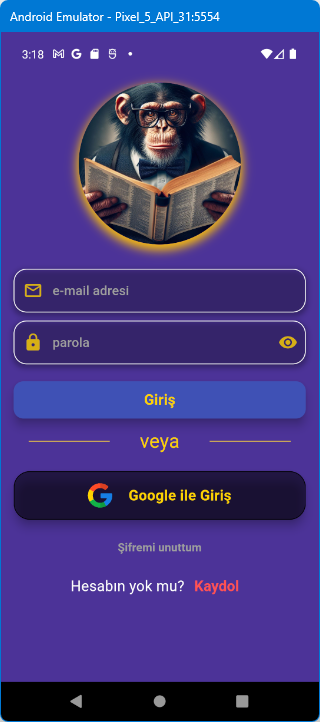 Android Emulator - Pixel_5_API_31:5554
3:18
e-mail adresi
parola
Giriş
veya
Google ile Giriş
Şifremi unuttum
Hesabın yok mu? Kaydol